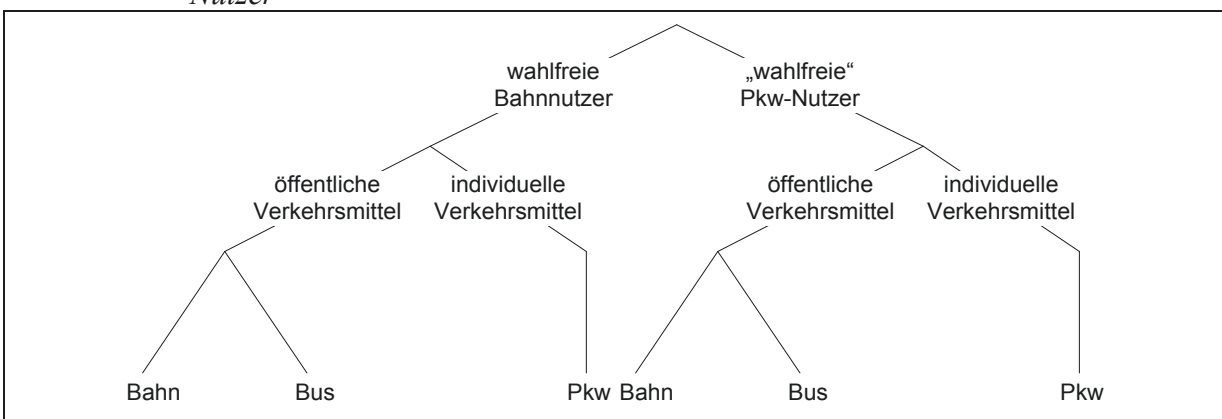 Nutzer
wahlfreie „wahlfreie“
Bahnnutzer Pkw-Nutzer
öffentliche individuelle öffentliche individuelle
Verkehrsmittel Verkehrsmittel Verkehrsmittel Verkehrsmittel
Bahn Bus Pkw Bahn Bus Pkw